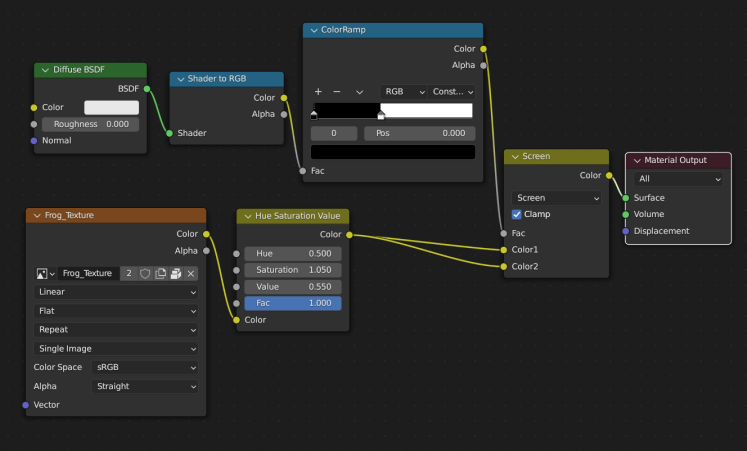 ColorRamp
Color
Alpha
+ − RGB Const...
0 Pos 0.000
Fac
Diffuse BSDF
BSDF
Color
Roughness 0.000
Normal
Shader to RGB
Color
Alpha
Shader
Screen
Color
Screen
Clamp
Fac
Color1
Color2
Material Output
All
Surface
Volume
Displacement
Frog_Texture
Color
Alpha
Frog_Texture 2
Linear
Flat
Repeat
Single Image
Color Space sRGB
Alpha Straight
Vector
Hue Saturation Value
Color
Hue 0.500
Saturation 1.050
Value 0.550
Fac 1.000
Color